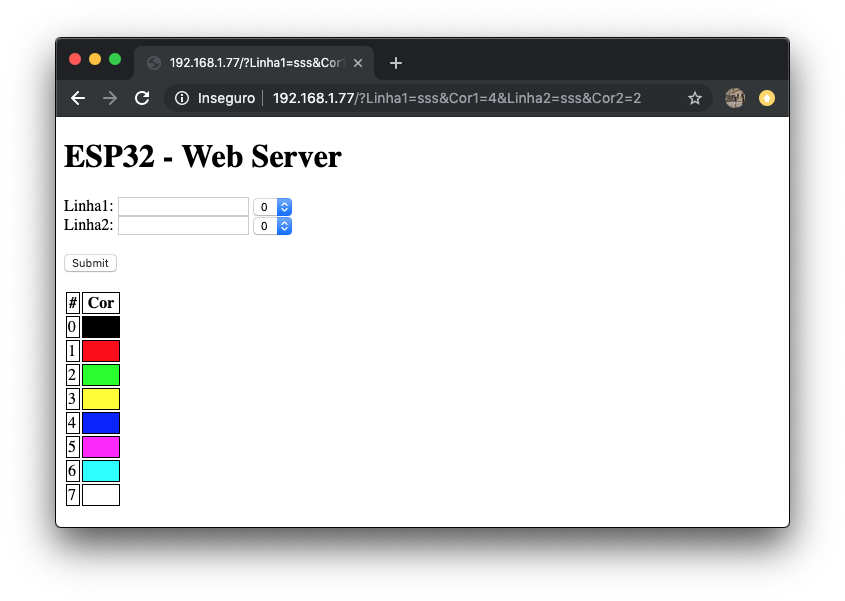 192.168.1.77/?Linha1=sss&Cor1
Inseguro 192.168.1.77/?Linha1=sss&Cor1=4&Linha2=sss&Cor2=2
ESP32 - Web Server
Linha1: 0
Linha2: 0
Submit
# Cor
0
1
2
3
4
5
6
7